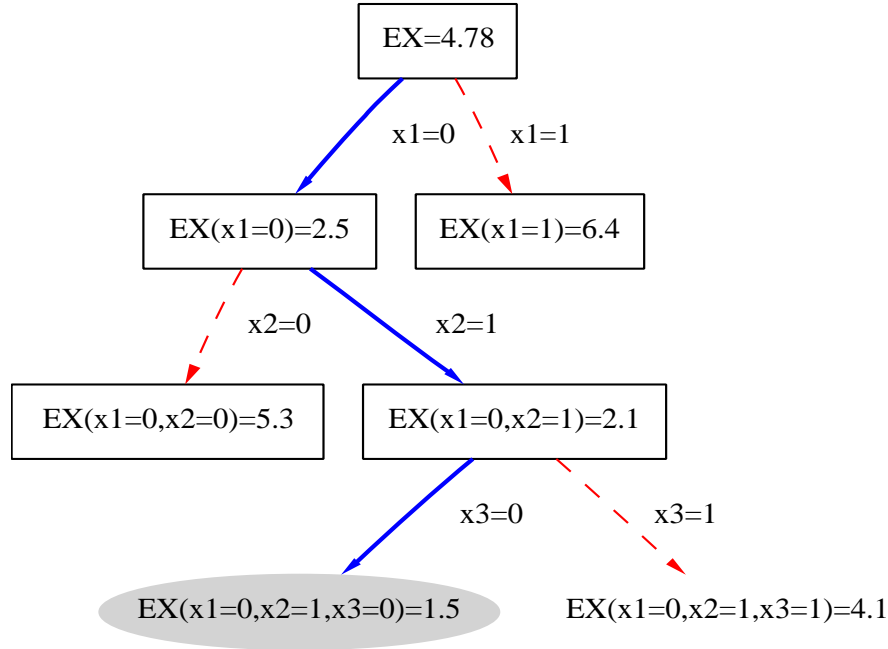 EX=4.78
x1=0
x1=1
EX(x1=0)=2.5
EX(x1=1)=6.4
x2=0
x2=1
EX(x1=0,x2=0)=5.3
EX(x1=0,x2=1)=2.1
x3=0
x3=1
EX(x1=0,x2=1,x3=0)=1.5
EX(x1=0,x2=1,x3=1)=4.1